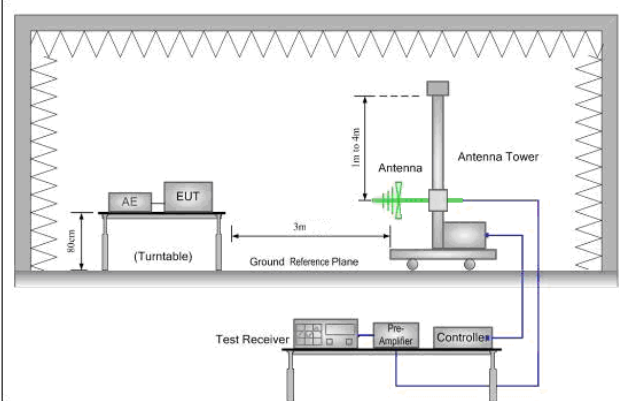 1m to 4m
Antenna
Antenna Tower
AE
EUT
80cm
(Turntable)
3m
Ground Reference Plane
Test Receiver
Pre-
Amplifier
Controller